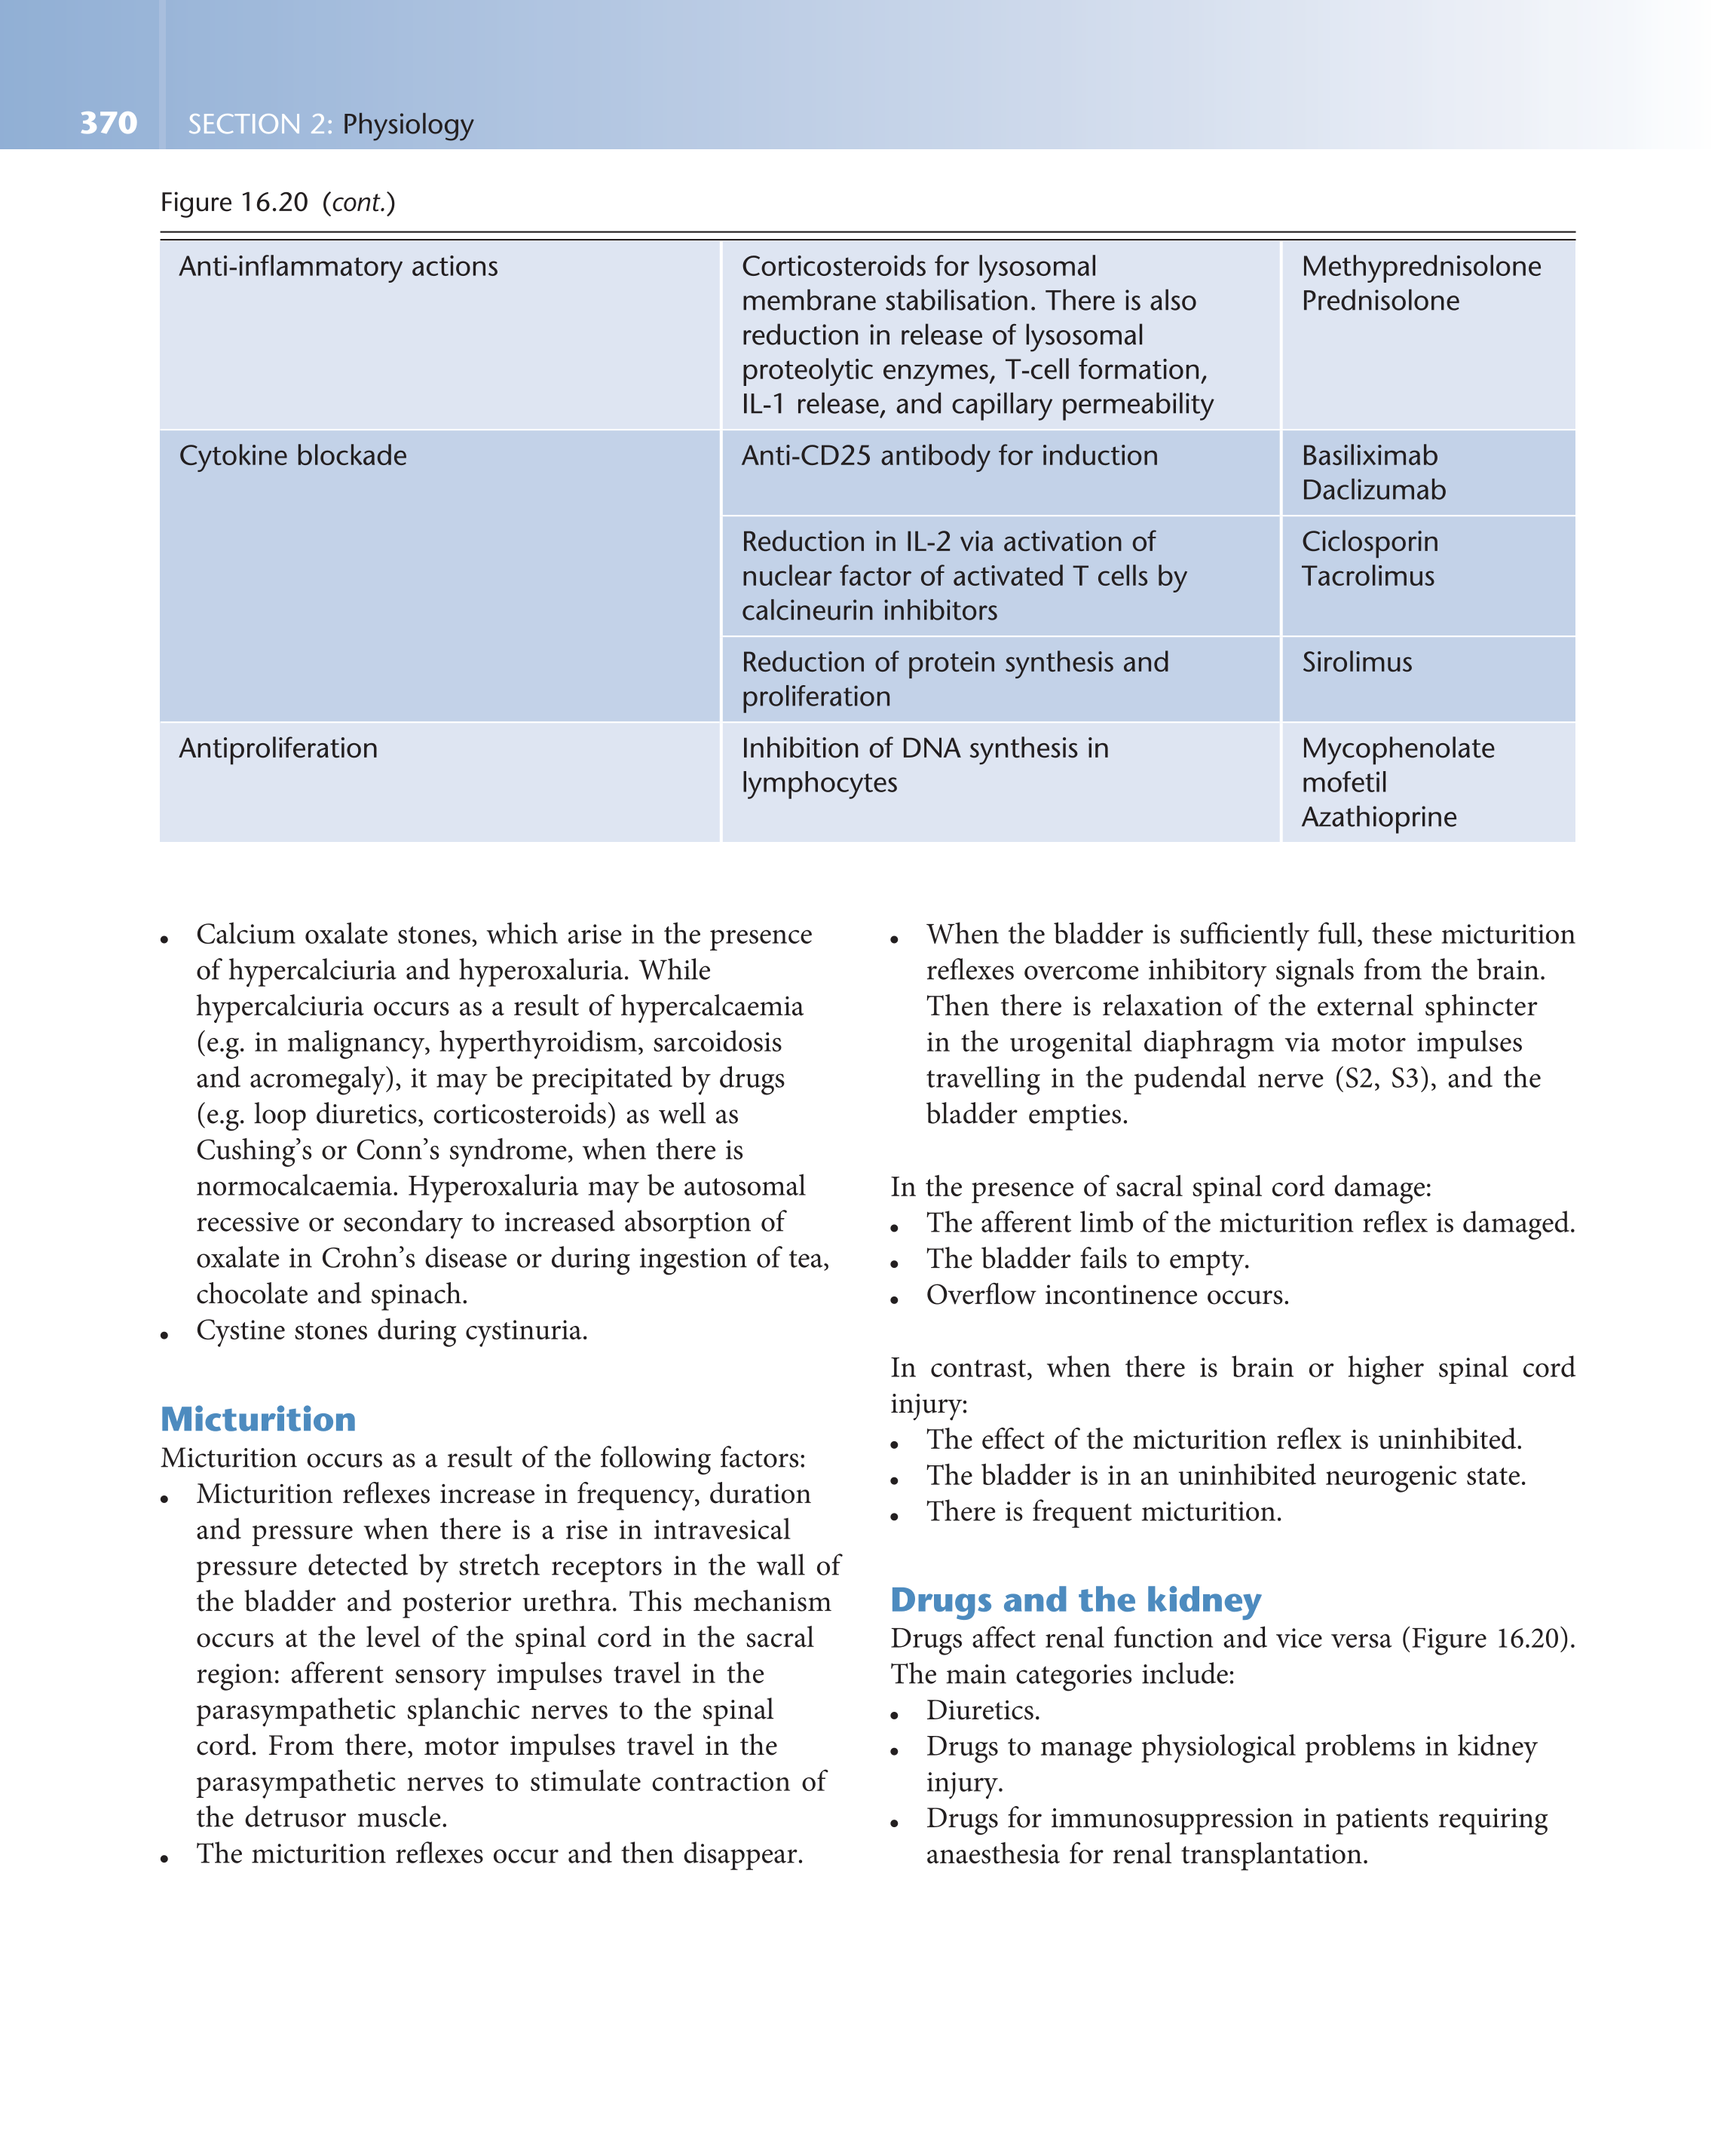 370 SECTION 2: Physiology
Figure 16.20 (cont.)
Anti-inflammatory actions
Corticosteroids for lysosomal
membrane stabilisation. There is also
reduction in release of lysosomal
proteolytic enzymes, T-cell formation,
IL-1 release, and capillary permeability
Methyprednisolone
Prednisolone
Cytokine blockade
Anti-CD25 antibody for induction
Basiliximab
Daclizumab
Reduction in IL-2 via activation of
nuclear factor of activated T cells by
calcineurin inhibitors
Ciclosporin
Tacrolimus
Reduction of protein synthesis and
proliferation
Sirolimus
Antiproliferation
Inhibition of DNA synthesis in
lymphocytes
Mycophenolate
mofetil
Azathioprine
• Calcium oxalate stones, which arise in the presence
of hypercalciuria and hyperoxaluria. While
hypercalciuria occurs as a result of hypercalcaemia
(e.g. in malignancy, hyperthyroidism, sarcoidosis
and acromegaly), it may be precipitated by drugs
(e.g. loop diuretics, corticosteroids) as well as
Cushing's or Conn's syndrome, when there is
normocalcaemia. Hyperoxaluria may be autosomal
recessive or secondary to increased absorption of
oxalate in Crohn's disease or during ingestion of tea,
chocolate and spinach.
• Cystine stones during cystinuria.
Micturition
Micturition occurs as a result of the following factors:
• Micturition reflexes increase in frequency, duration
and pressure when there is a rise in intravesical
pressure detected by stretch receptors in the wall of
the bladder and posterior urethra. This mechanism
occurs at the level of the spinal cord in the sacral
region: afferent sensory impulses travel in the
parasympathetic splanchic nerves to the spinal
cord. From there, motor impulses travel in the
parasympathetic nerves to stimulate contraction of
the detrusor muscle.
• The micturition reflexes occur and then disappear.
• When the bladder is sufficiently full, these micturition
reflexes overcome inhibitory signals from the brain.
Then there is relaxation of the external sphincter
in the urogenital diaphragm via motor impulses
travelling in the pudendal nerve (S2, S3), and the
bladder empties.
In the presence of sacral spinal cord damage:
• The afferent limb of the micturition reflex is damaged.
• The bladder fails to empty.
• Overflow incontinence occurs.
In contrast, when there is brain or higher spinal cord
injury:
• The effect of the micturition reflex is uninhibited.
• The bladder is in an uninhibited neurogenic state.
• There is frequent micturition.
Drugs and the kidney
Drugs affect renal function and vice versa (Figure 16.20).
The main categories include:
• Diuretics.
• Drugs to manage physiological problems in kidney
injury.
• Drugs for immunosuppression in patients requiring
anaesthesia for renal transplantation.